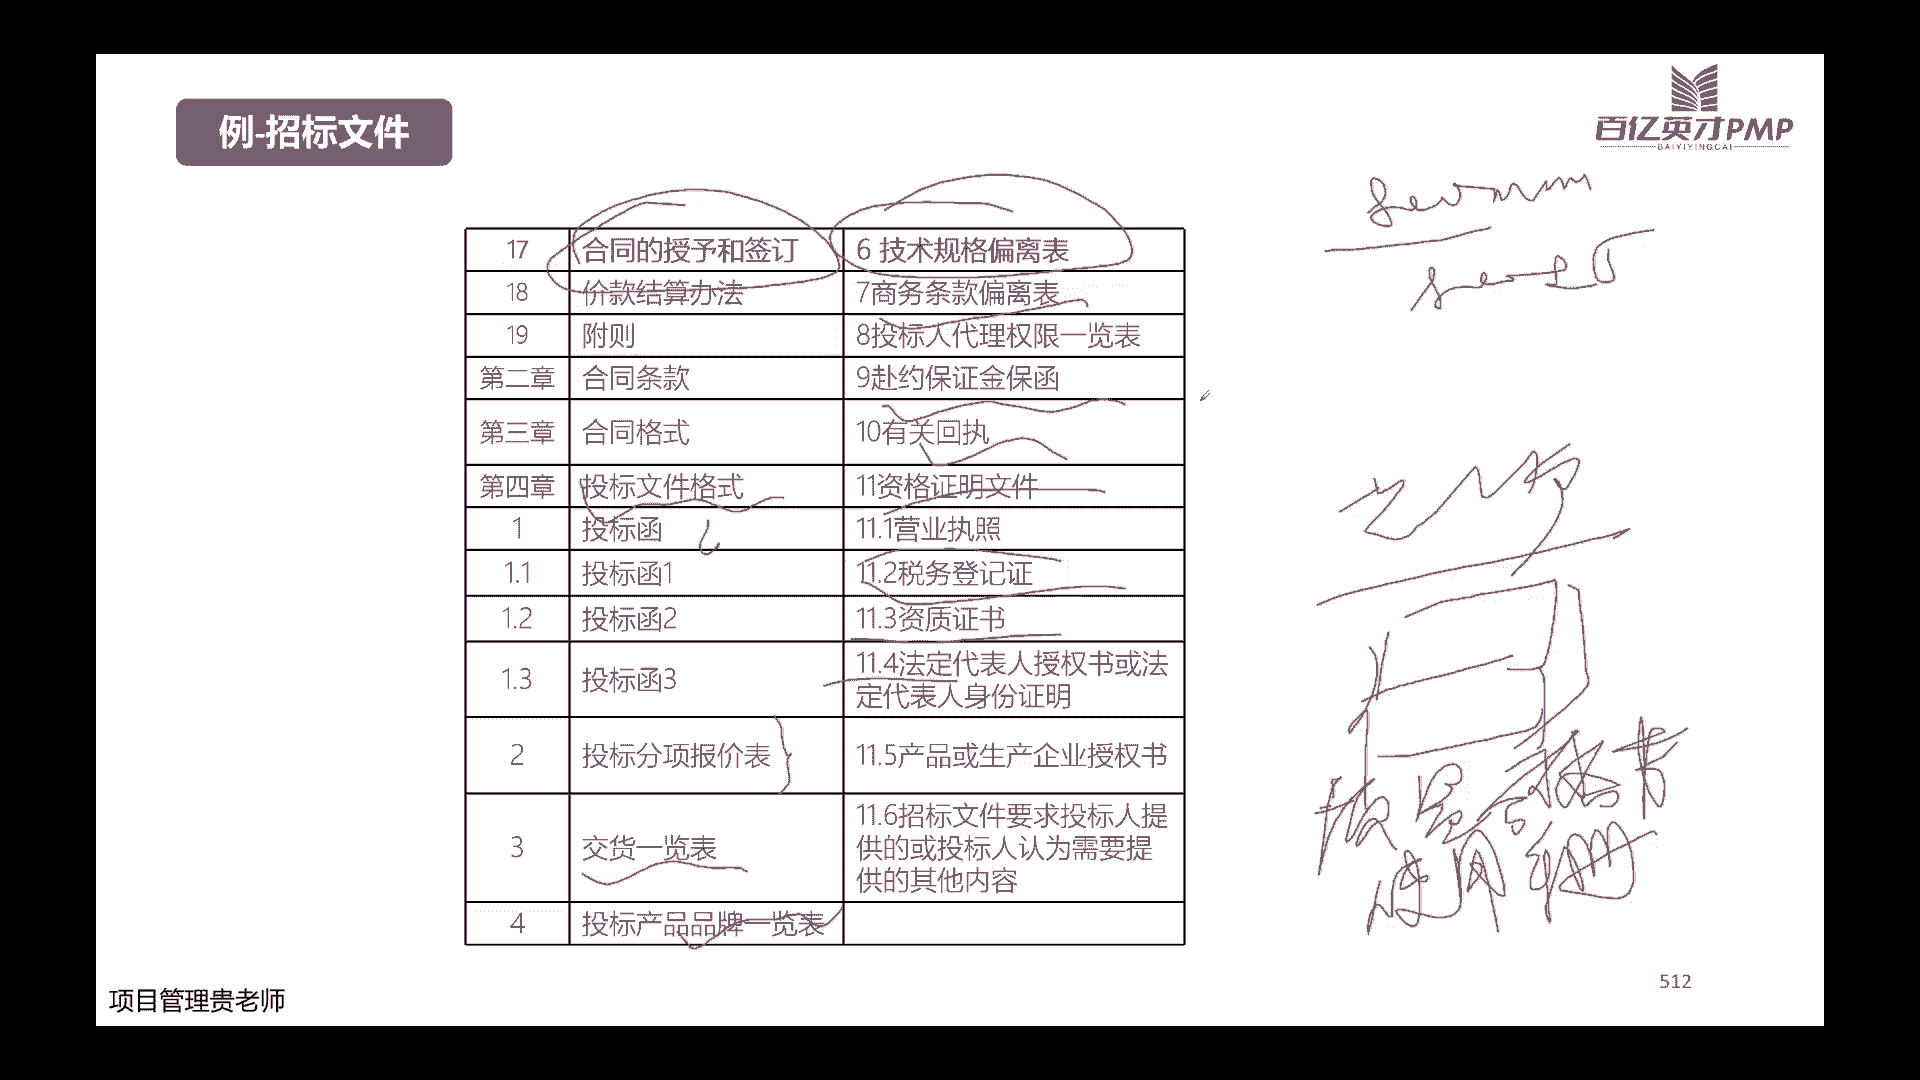 例-招标文件
百亿英才PMP
BAIYIYINGCAI
17 合同的授予和签订 6 技术规格偏离表
18 价款结算办法 7商务条款偏离表
19 附则 8投标人代理权限一览表
第二章 合同条款 9赴约保证金保函
第三章 合同格式 10有关回执
第四章 投标文件格式 11资格证明文件
1 投标函 11.1营业执照
1.1 投标函1 11.2税务登记证
1.2 投标函2 11.3资质证书
1.3 投标函3 11.4法定代表人授权书或法
定代表人身份证明
2 投标分项报价表 11.5产品或生产企业授权书
3 交货一览表 11.6招标文件要求投标人提
供的或投标人认为需要提
供的其他内容
4 投标产品品牌一览表
使用手册
512
项目管理贵老师